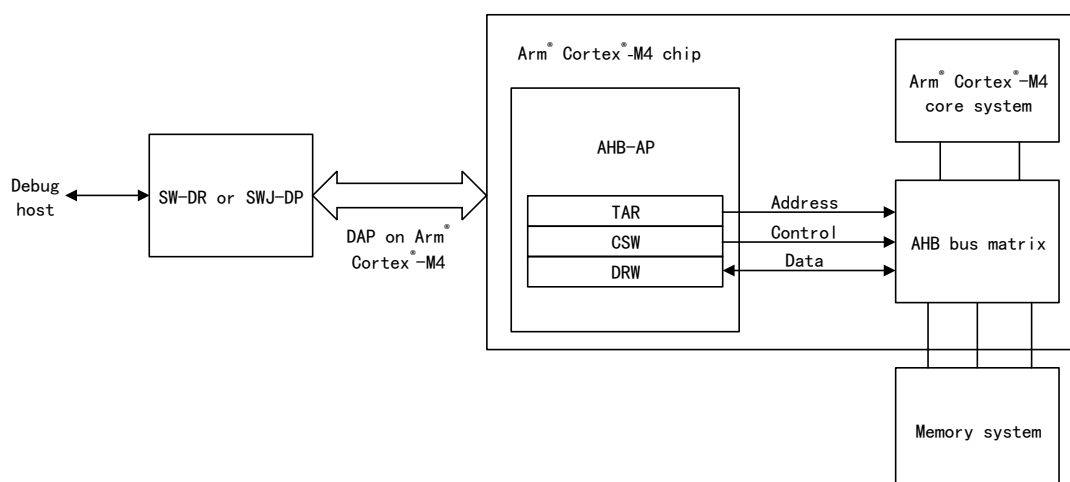 Arm® Cortex®-M4 chip
Arm® Cortex®-M4
core system
AHB-AP
Debug
host
SW-DR or SWJ-DP
TAR
CSW
DRW
Address
Control
Data
AHB bus matrix
DAP on Arm®
Cortex®-M4
Memory system